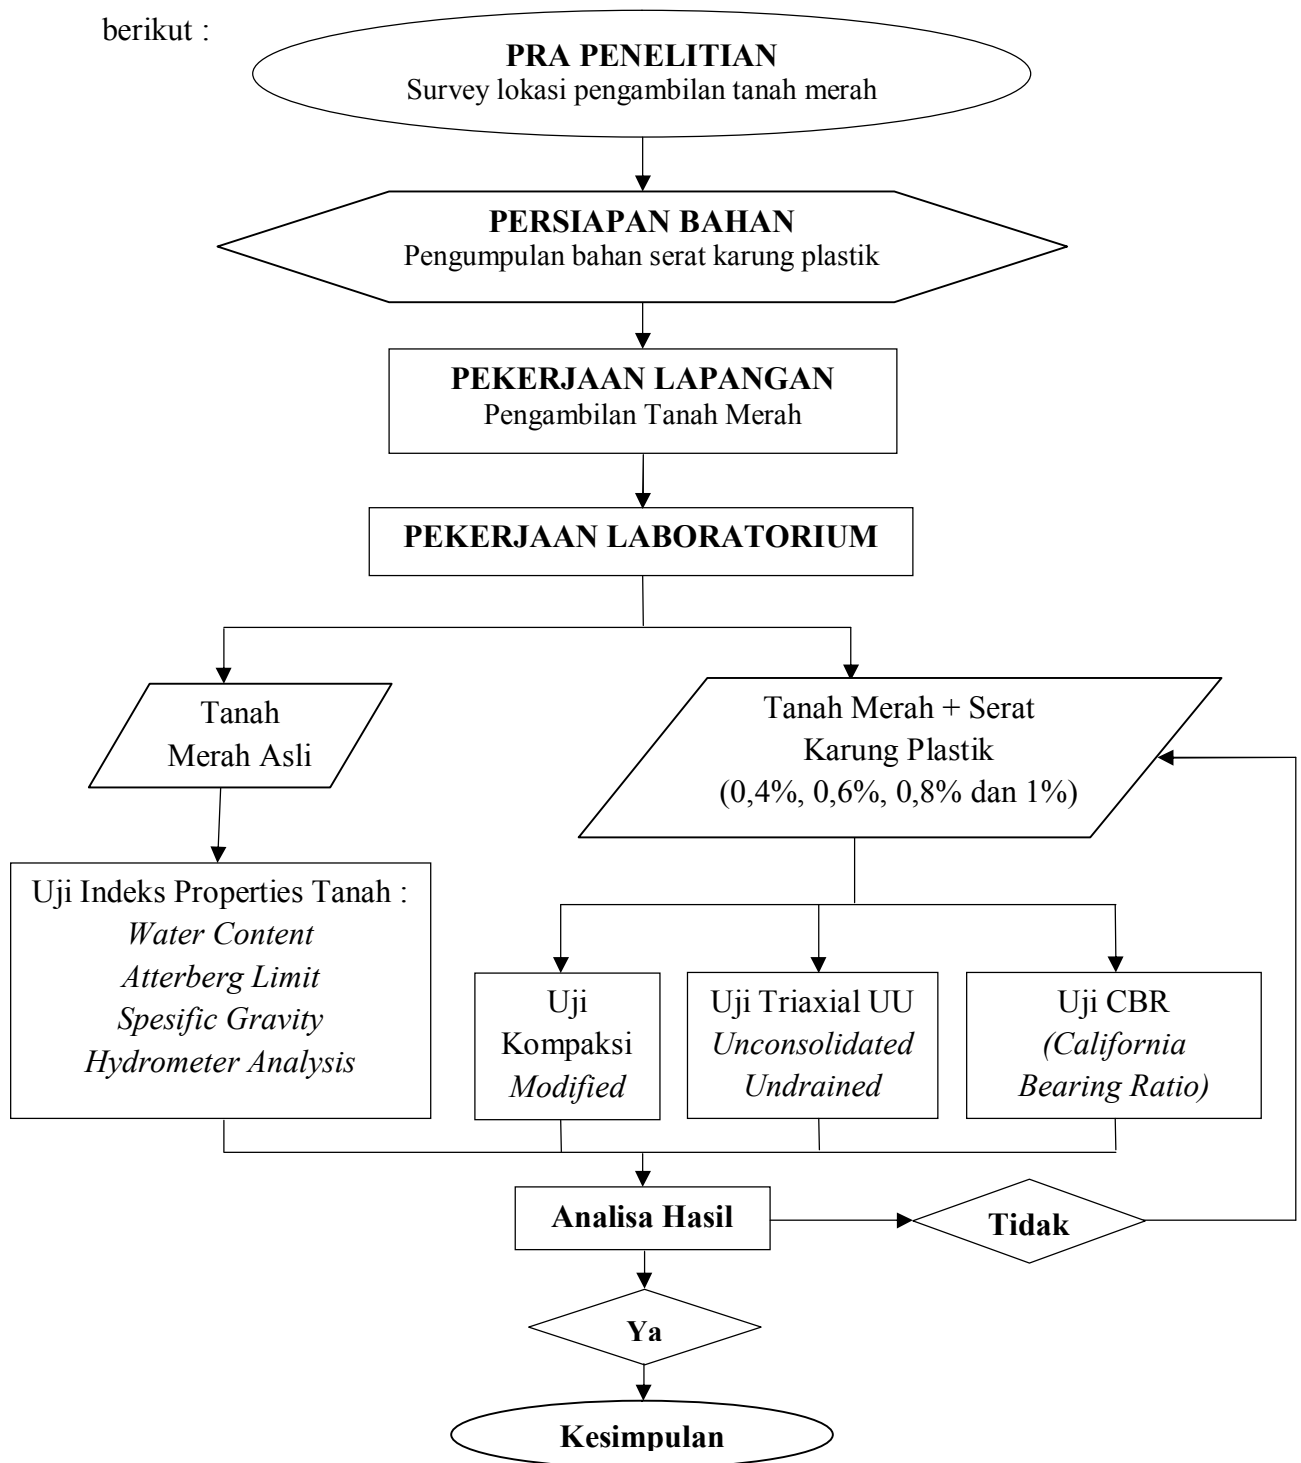 berikut :
PRA PENELITIAN
Survey lokasi pengambilan tanah merah
PERSIAPAN BAHAN
Pengumpulan bahan serat karung plastik
PEKERJAAN LAPANGAN
Pengambilan Tanah Merah
PEKERJAAN LABORATORIUM
Tanah
Merah Asli
Tanah Merah + Serat
Karung Plastik
(0,4%, 0,6%, 0,8% dan 1%)
Uji Indeks Properties Tanah :
Water Content
Atterberg Limit
Spesific Gravity
Hydrometer Analysis
Uji
Kompaksi
Modified
Uji Triaxial UU
Unconsolidated
Undrained
Uji CBR
(California
Bearing Ratio)
Analisa Hasil
Tidak
Ya
Kesimpulan